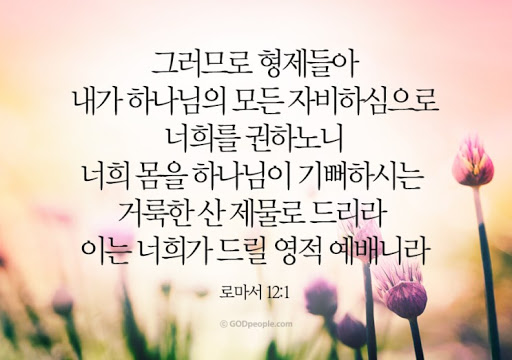 그러므로 형제들아
내가 하나님의 모든 자비하심으로
너희를 권하노니
너희 몸을 하나님이 기뻐하시는
거룩한 산 제물로 드리라
이는 너희가 드릴 영적 예배니라
로마서 12:1
© GODpeople.com